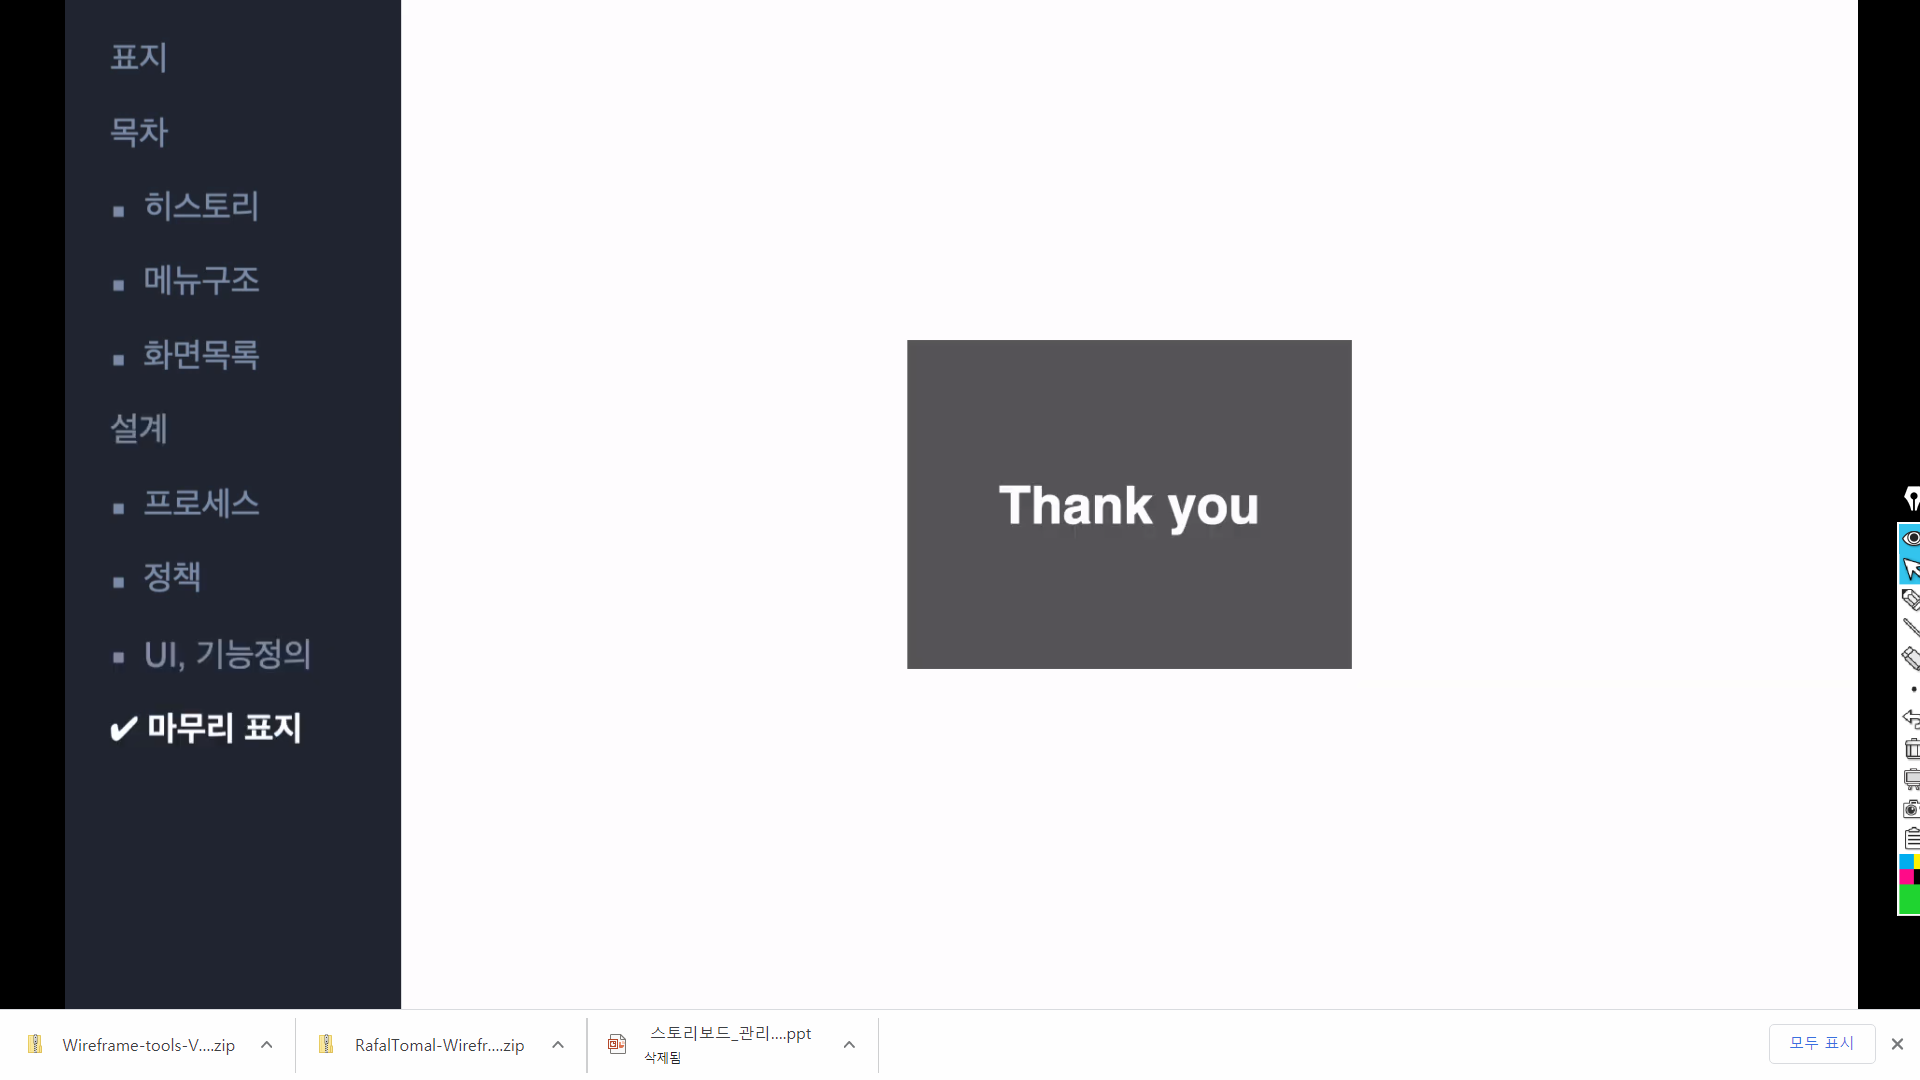 표지
목차
▪ 히스토리
▪ 메뉴구조
▪ 화면목록
설계
▪ 프로세스
▪ 정책
▪ UI, 기능정의
✔ 마무리 표지
Thank you
Wireframe-tools-V....zip
RafalTomal-Wirefr....zip
스토리보드_관리....ppt
삭제됨
모두 표시